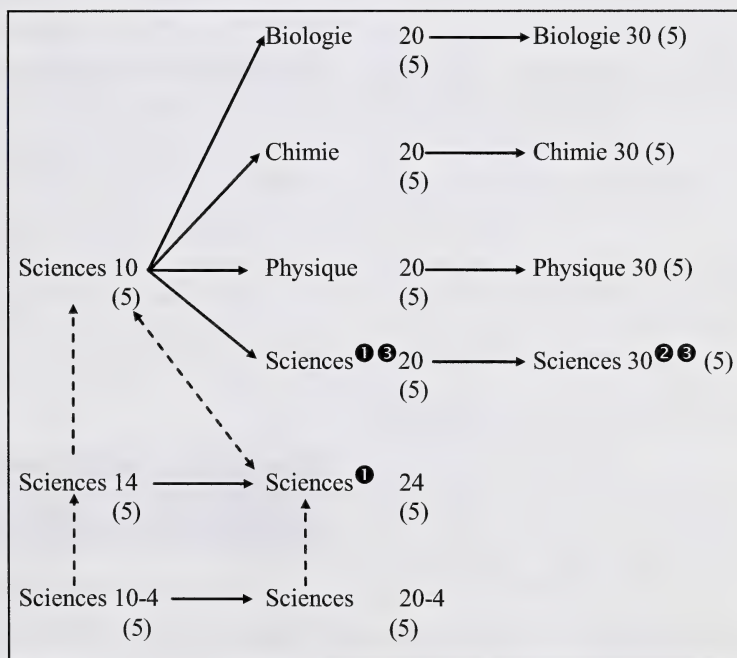 Biologie 20 Biologie 30 (5)
(5)
Chimie 20 Chimie 30 (5)
(5)
Sciences 10 Physique 20 Physique 30 (5)
(5) (5)
Sciences❶❸ 20 Sciences 30❷❸ (5)
(5)
Sciences 14 Sciences❶ 24
(5) (5)
Sciences 10-4 Sciences 20-4
(5) (5)